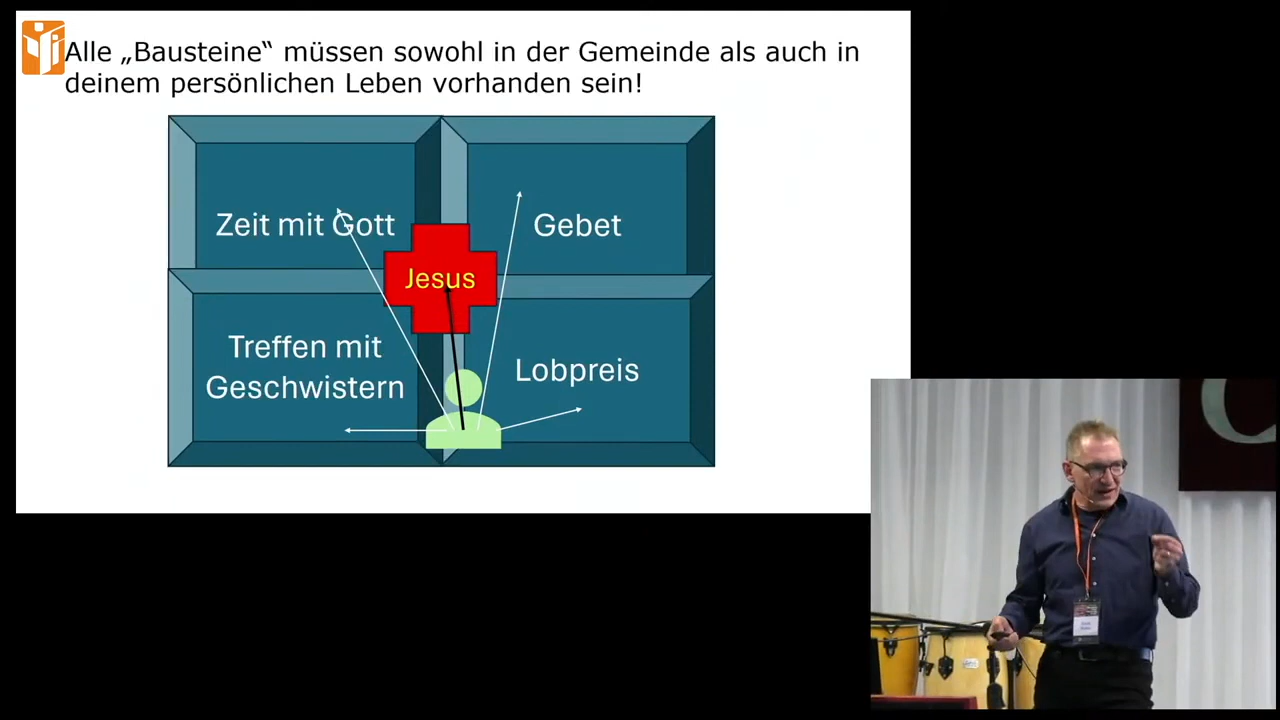 Alle „Bausteine“ müssen sowohl in der Gemeinde als auch in
deinem persönlichen Leben vorhanden sein!
Zeit mit Gott
Gebet
Jesus
Treffen mit
Geschwistern
Lobpreis